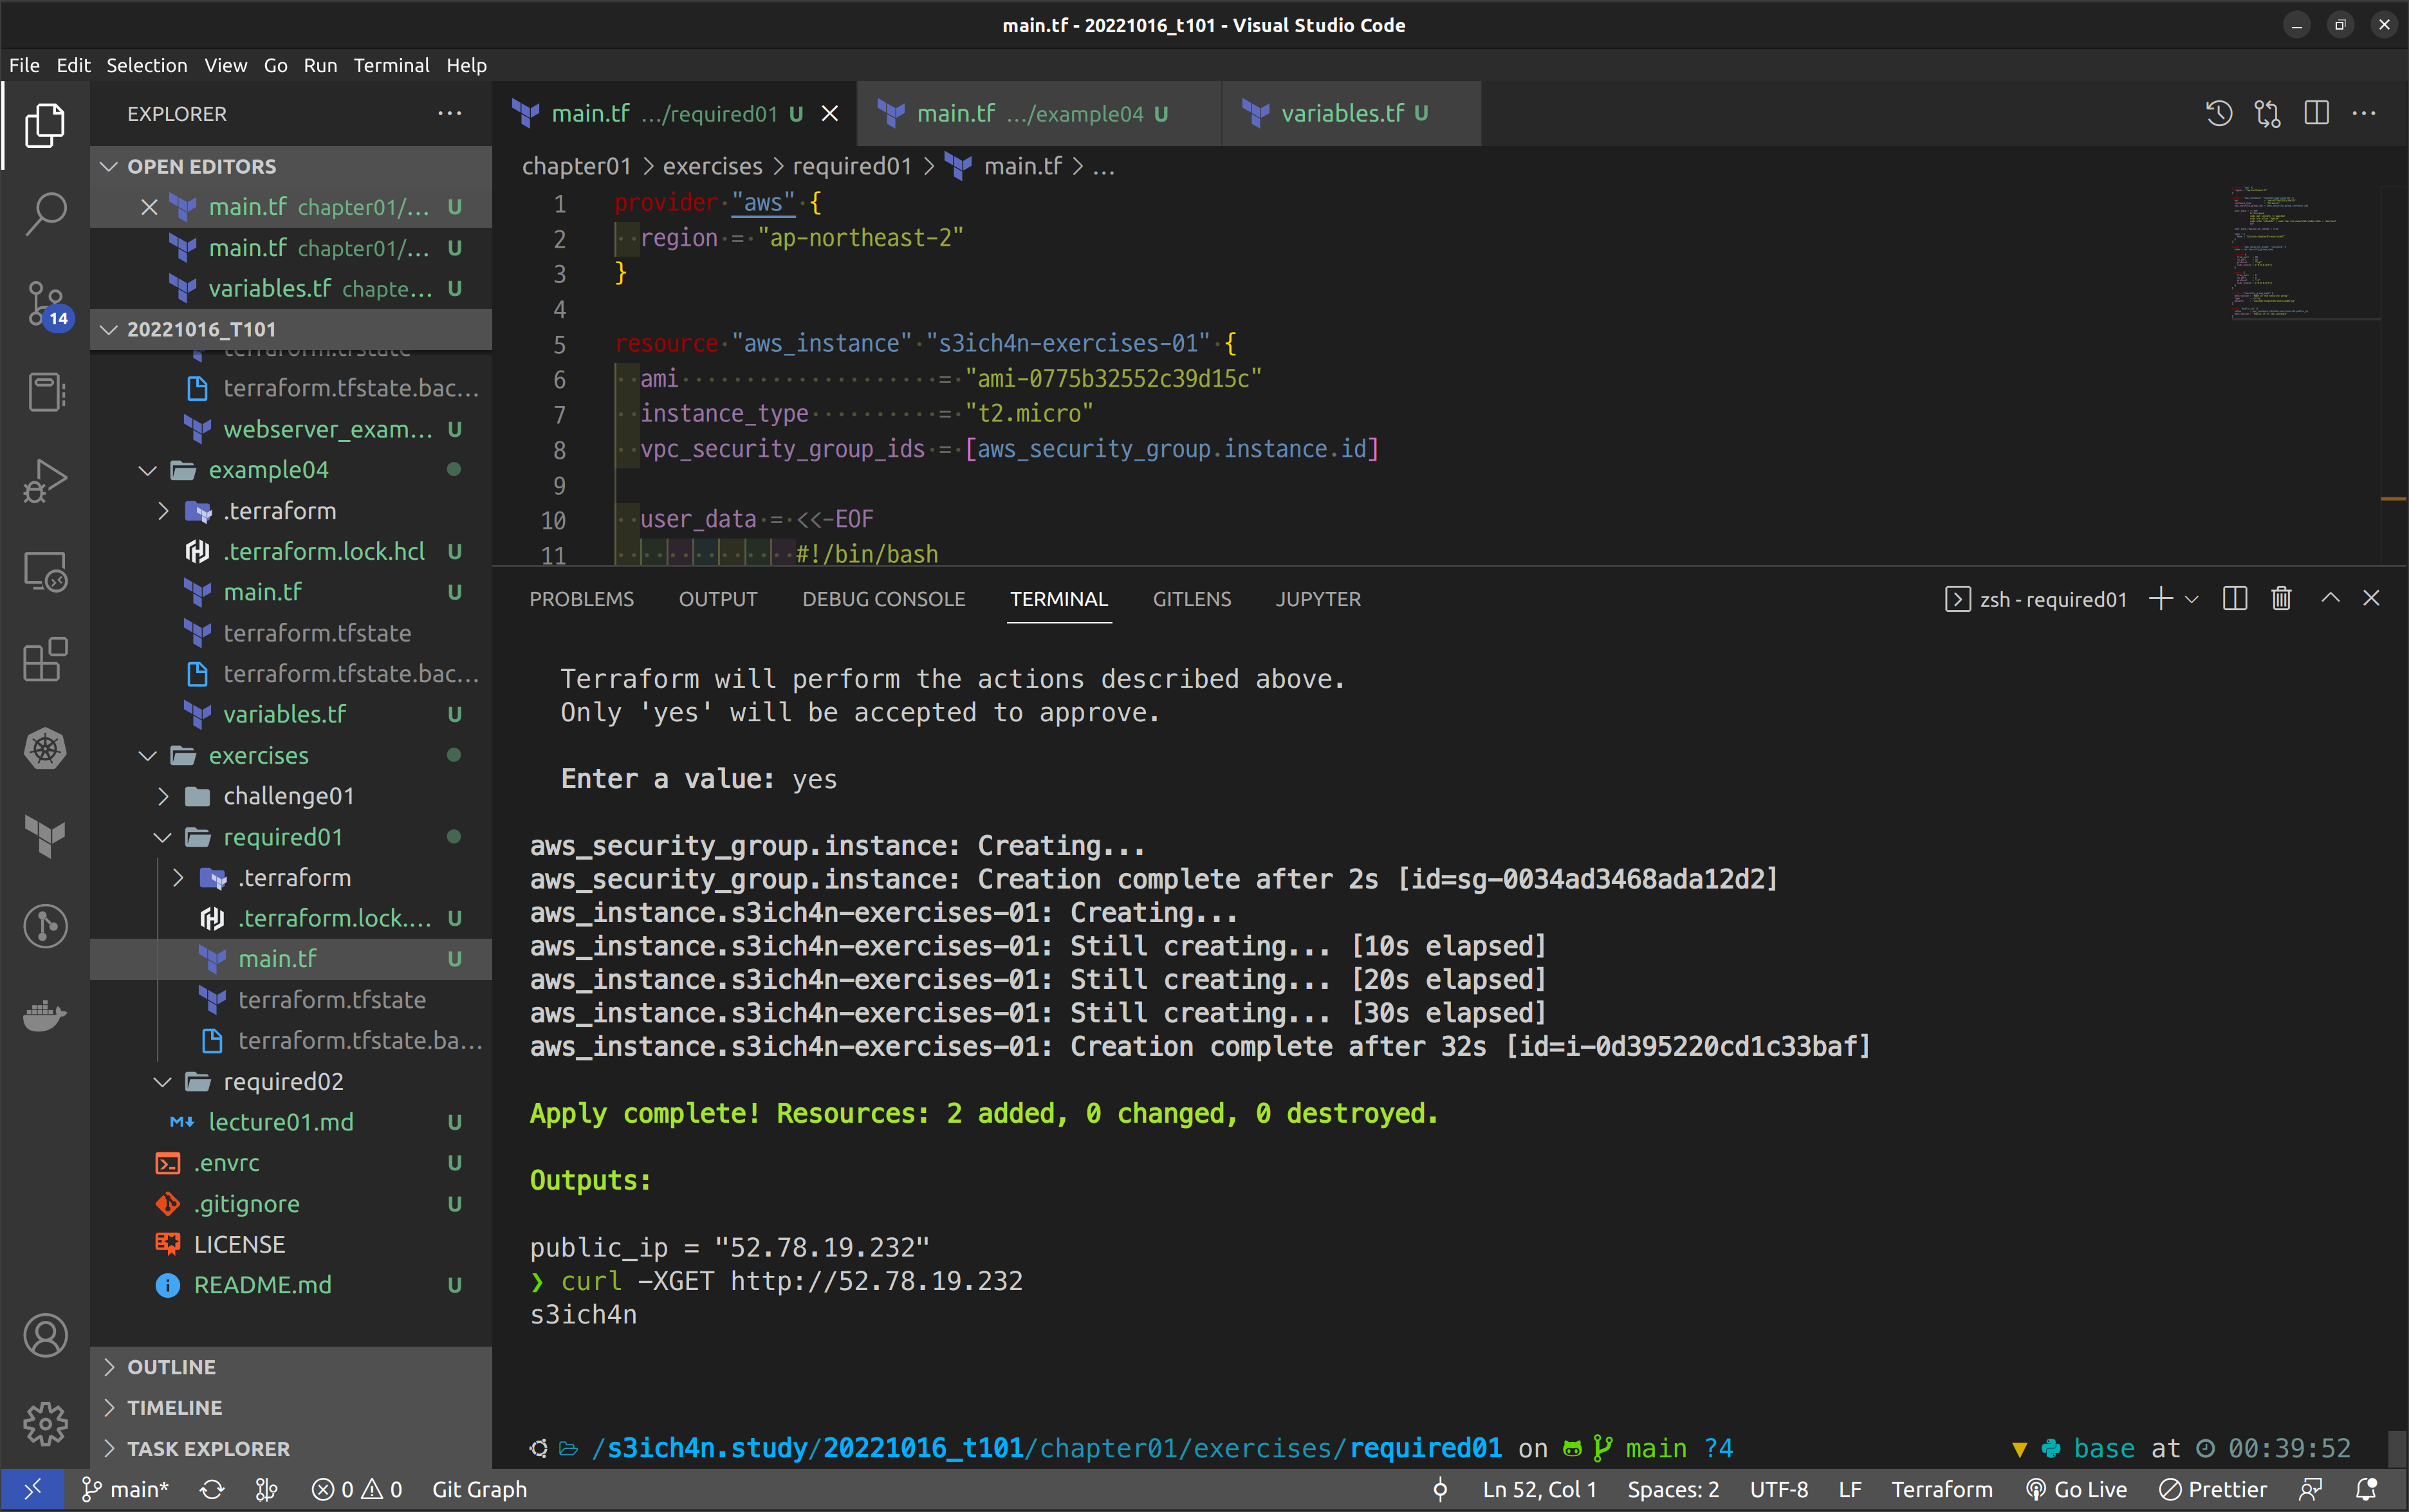 main.tf - 20221016_t101 - Visual Studio Code
File Edit Selection View Go Run Terminal Help
EXPLORER
OPEN EDITORS
main.tf chapter01/... U
main.tf chapter01/... U
variables.tf chapte... U
20221016_T101
terraform.tfstate
terraform.tfstate.bac...
webserver_exam... U
example04
.terraform
.terraform.lock.hcl U
main.tf U
terraform.tfstate
terraform.tfstate.bac...
variables.tf U
exercises
challenge01
required01
.terraform
.terraform.lock.... U
main.tf U
terraform.tfstate
terraform.tfstate.ba...
required02
lecture01.md U
.envrc U
.gitignore U
LICENSE
README.md U
OUTLINE
TIMELINE
TASK EXPLORER
14
main.tf .../required01 U
main.tf .../example04 U
variables.tf U
chapter01 > exercises > required01 > main.tf > ...
1 provider "aws" {
2 region = "ap-northeast-2"
3 }
4
5 resource "aws_instance" "s3ich4n-exercises-01" {
6 ami = "ami-0775b32552c39d15c"
7 instance_type = "t2.micro"
8 vpc_security_group_ids = [aws_security_group.instance.id]
9
10 user_data = <<-EOF
11 #!/bin/bash
PROBLEMS OUTPUT DEBUG CONSOLE TERMINAL GITLENS JUPYTER
zsh - required01
Terraform will perform the actions described above.
Only 'yes' will be accepted to approve.
Enter a value: yes
aws_security_group.instance: Creating...
aws_security_group.instance: Creation complete after 2s [id=sg-0034ad3468ada12d2]
aws_instance.s3ich4n-exercises-01: Creating...
aws_instance.s3ich4n-exercises-01: Still creating... [10s elapsed]
aws_instance.s3ich4n-exercises-01: Still creating... [20s elapsed]
aws_instance.s3ich4n-exercises-01: Still creating... [30s elapsed]
aws_instance.s3ich4n-exercises-01: Creation complete after 32s [id=i-0d395220cd1c33baf]
Apply complete! Resources: 2 added, 0 changed, 0 destroyed.
Outputs:
public_ip = "52.78.19.232"
❯ curl -XGET http://52.78.19.232
s3ich4n
/s3ich4n.study/20221016_t101/chapter01/exercises/required01 on main ?4
base at 00:39:52
main* 0 0 Git Graph
Ln 52, Col 1 Spaces: 2 UTF-8 LF Terraform Go Live Prettier